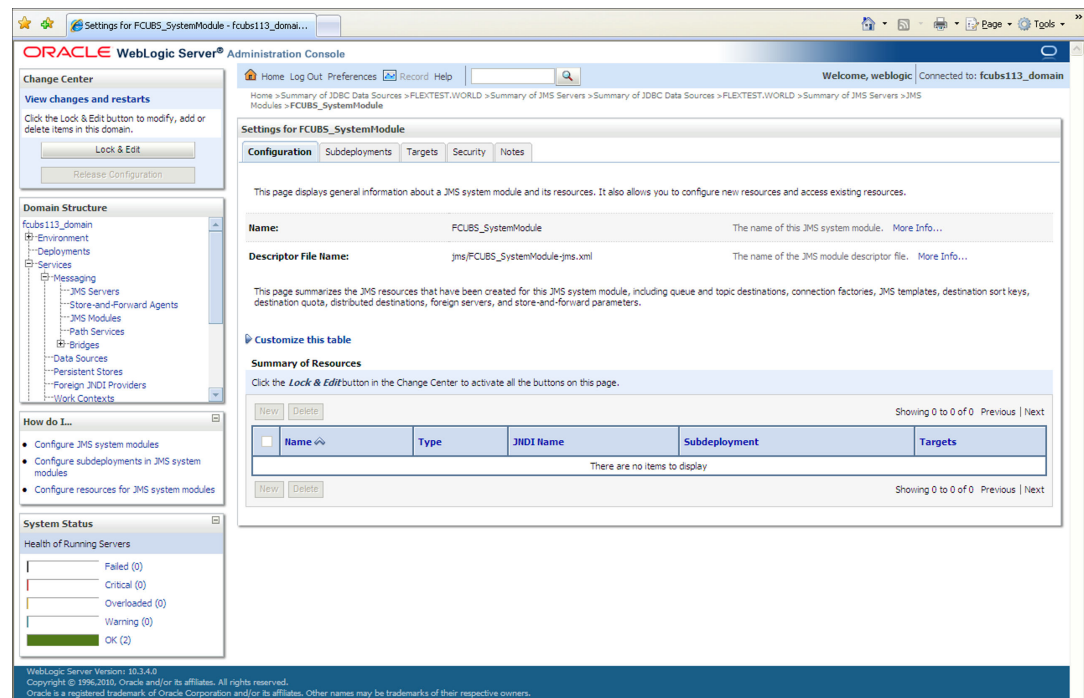 Settings for FCUBS_SystemModule - fcubs113_domai...
Page Tools »
ORACLE WebLogic Server® Administration Console
Change Center
View changes and restarts
Click the Lock & Edit button to modify, add or
delete items in this domain.
Lock & Edit
Release Configuration
Domain Structure
fcubs113_domain
Environment
Deployments
Services
Messaging
JMS Servers
Store-and-Forward Agents
JMS Modules
Path Services
Bridges
Data Sources
Persistent Stores
Foreign JNDI Providers
Work Contexts
How do I...
Configure JMS system modules
Configure subdeployments in JMS system
modules
Configure resources for JMS system modules
System Status
Health of Running Servers
Failed (0)
Critical (0)
Overloaded (0)
Warning (0)
OK (2)
Home Log Out Preferences Record Help
Welcome, weblogic Connected to: fcubs113_domain
Home >Summary of JDBC Data Sources >FLEXTEST.WORLD >Summary of JMS Servers >Summary of JDBC Data Sources >FLEXTEST.WORLD >Summary of JMS Servers >JMS
Modules >FCUBS_SystemModule
Settings for FCUBS_SystemModule
Configuration Subdeployments Targets Security Notes
This page displays general information about a JMS system module and its resources. It also allows you to configure new resources and access existing resources.
Name: FCUBS_SystemModule The name of this JMS system module. More Info...
Descriptor File Name: jms/FCUBS_SystemModule-jms.xml The name of the JMS module descriptor file. More Info...
This page summarizes the JMS resources that have been created for this JMS system module, including queue and topic destinations, connection factories, JMS templates, destination sort keys,
destination quota, distributed destinations, foreign servers, and store-and-forward parameters.
Customize this table
Summary of Resources
Click the Lock & Edit button in the Change Center to activate all the buttons on this page.
New Delete Showing 0 to 0 of 0 Previous | Next
Name Type JNDI Name Subdeployment Targets
There are no items to display
New Delete Showing 0 to 0 of 0 Previous | Next
WebLogic Server Version: 10.3.4.0
Copyright © 1996,2010, Oracle and/or its affiliates. All rights reserved.
Oracle is a registered trademark of Oracle Corporation and/or its affiliates. Other names may be trademarks of their respective owners.